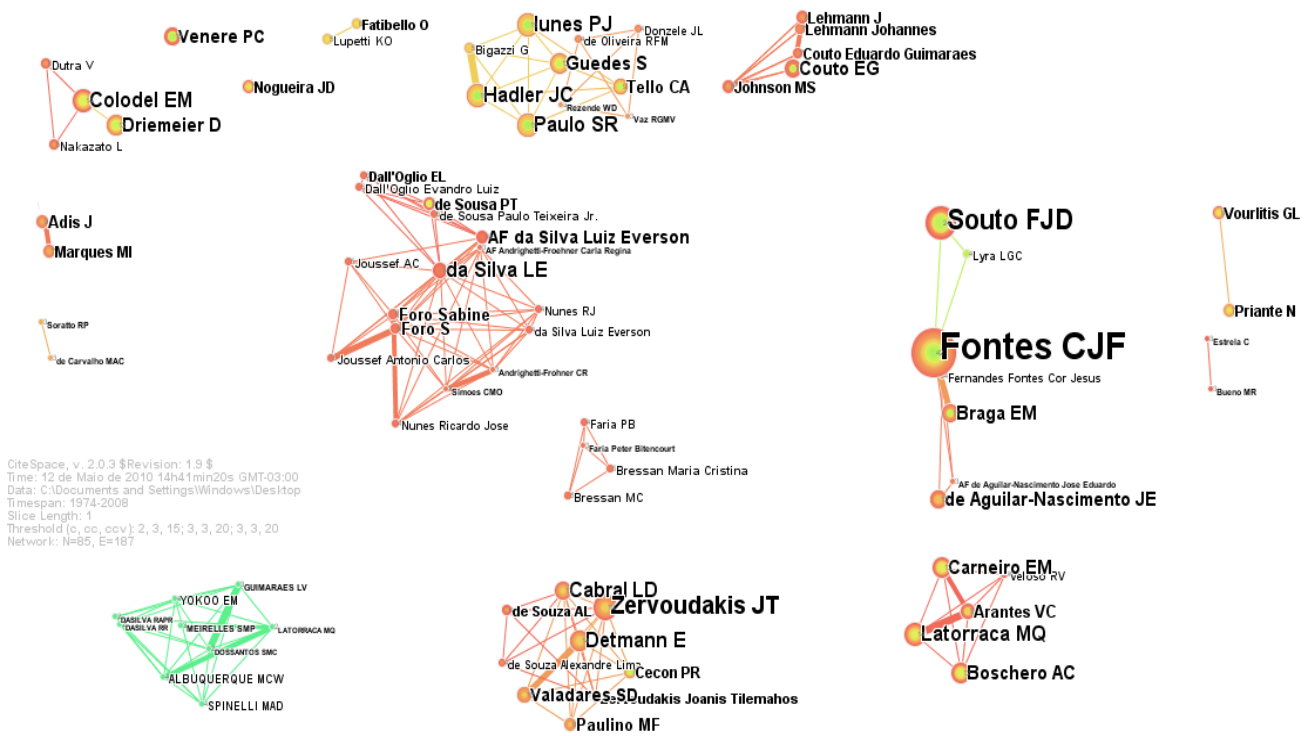 Venere PC
Fatibello O
Lupetti KO
Iunes PJ
Donzele JL
de Oliveira RFM
Bigazzi G
Guedes S
Lehmann J
Lehmann Johannes
Couto Eduardo Guimaraes
Couto EG
Johnson MS
Dutra V
Colodel EM
Nogueira JD
Hadler JC
Tello CA
Rezende WD
Vaz RGMV
Driemeier D
Paulo SR
Nakazato L
Dall'Oglio EL
Dall'Oglio Evandro Luiz
de Sousa PT
de Sousa Paulo Teixeira Jr.
Adis J
Marques MI
AF da Silva Luiz Everson
AF Andrighetti-Froehner Carla Regina
Joussef AC
da Silva LE
Souto FJD
Lyra LGC
Vourlitis GL
Priante N
Foro Sabine
Foro S
Nunes RJ
da Silva Luiz Everson
Soratto RP
de Carvalho MAC
Joussef Antonio Carlos
Andrighetti-Frohner CR
Simoes CMO
Nunes Ricardo Jose
Fontes CJF
Fernandes Fontes Cor Jesus
Estrela C
Bueno MR
Braga EM
Faria PB
Faria Peter Bitencourt
Bressan Maria Cristina
Bressan MC
AF de Aguilar-Nascimento Jose Eduardo
de Aguilar-Nascimento JE
CiteSpace, v. 2.0.3 $Revision: 1.9 $
Time: 12 de Maio de 2010 14h41min20s GMT-03:00
Data: C:\Documents and Settings\Windows\Desktop
Timespan: 1974-2008
Slice Length: 1
Threshold (c, cc, ccv): 2, 3, 15; 3, 3, 20; 3, 3, 20
Network: N=85, E=187
GUIMARAES LV
YOKOO EM
DASILVA RAPR
DASILVA RR
MEIRELLES SMP
LATORRACA MQ
DOSSANTOS SMC
ALBUQUERQUE MCW
SPINELLI MAD
Cabral LD
de Souza AL
Zervoudakis JT
Detmann E
de Souza Alexandre Lima
Cecon PR
Valadares SD
Zervoudakis Joanis Tilemahos
Paulino MF
Carneiro EM
Veloso RV
Arantes VC
Latorraca MQ
Boschero AC